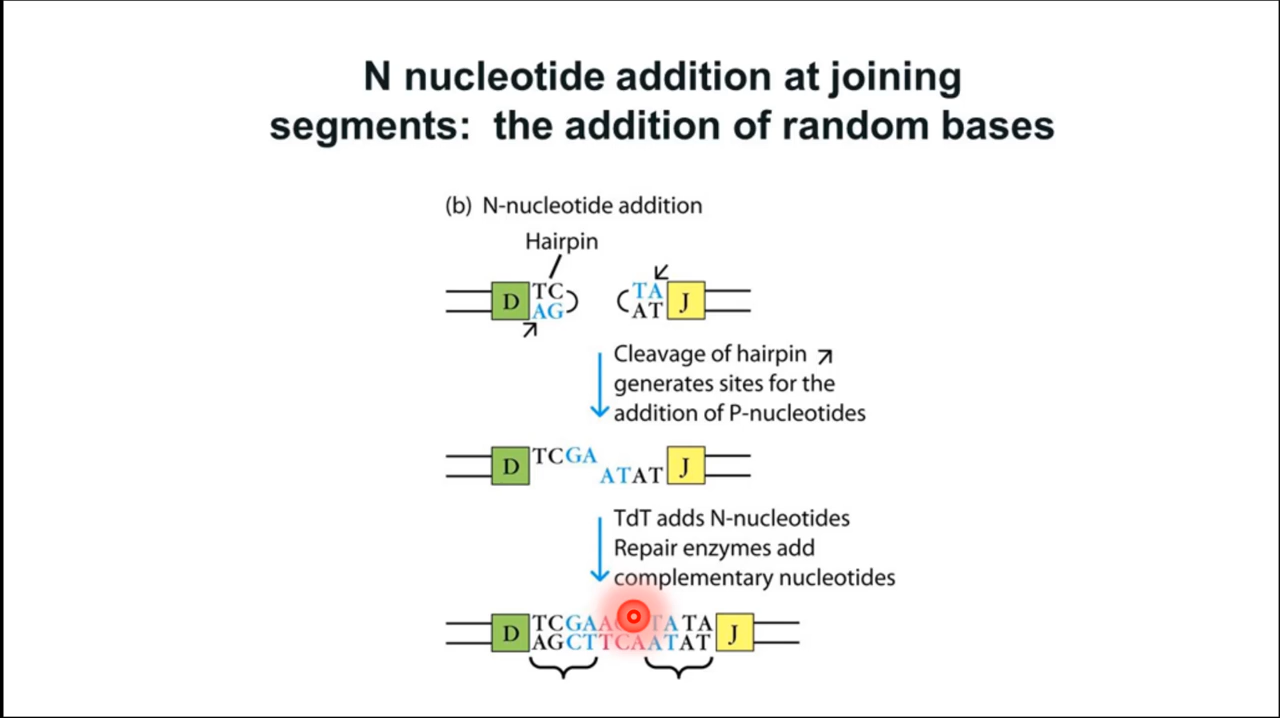 N nucleotide addition at joining
segments: the addition of random bases
(b) N-nucleotide addition
Hairpin
D TC TA J
AG AT
Cleavage of hairpin
generates sites for the
addition of P-nucleotides
D TCGA J
ATAT
TdT adds N-nucleotides
Repair enzymes add
complementary nucleotides
D TCGAA TATA J
AGCTTCAATAT